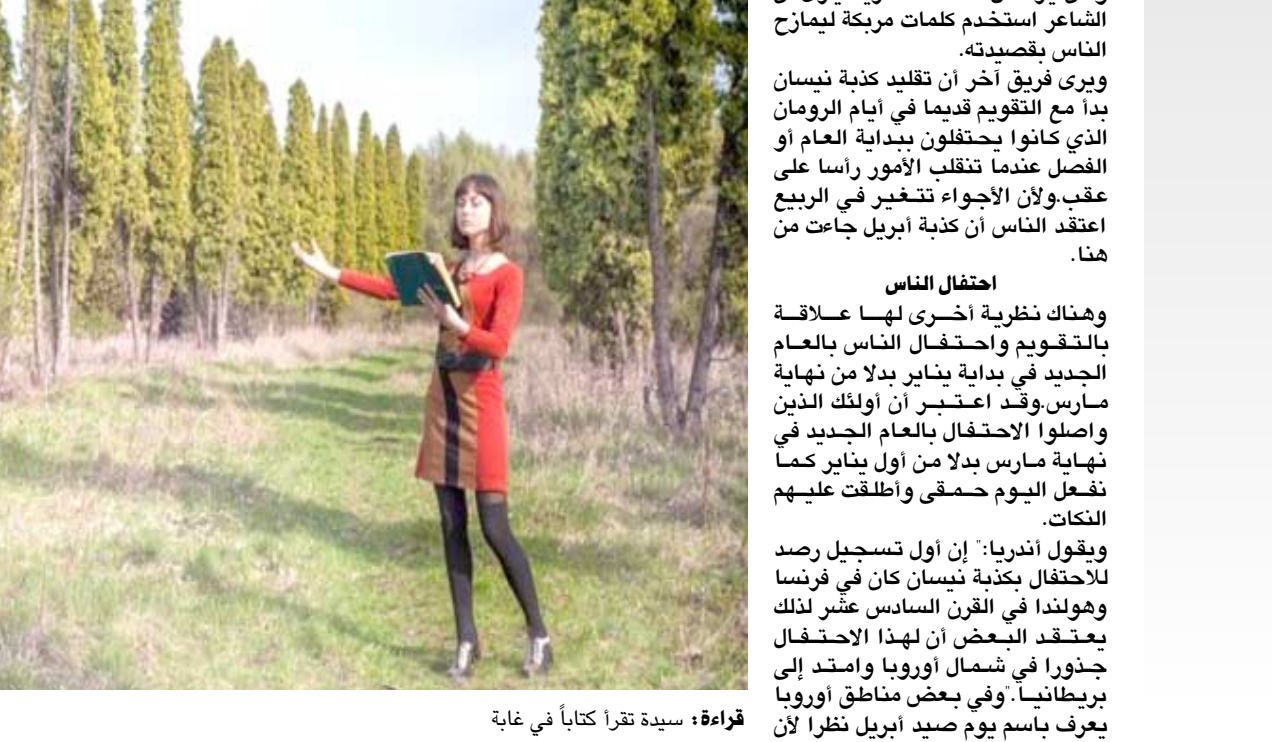 الشاعر استخدم كلمات مربكة ليمازح
الناس بقصيدته.
ويرى فريق آخر أن تقليد كذبة نيسان
بدأ مع التقويم قديما في أيام الرومان
الذي كانوا يحتفلون ببداية العام أو
الفصل عندما تنقلب الأمور رأسا على
عقب.ولأن الأجواء تتغير في الربيع
اعتقد الناس أن كذبة أبريل جاءت من
هنا.
احتفال الناس
وهناك نظرية أخرى لها علاقة
بالتقويم واحتفال الناس بالعام
الجديد في بداية يناير بدلا من نهاية
مارس.وقد اعتبر أن أولئك الذين
واصلوا الاحتفال بالعام الجديد في
نهاية مارس بدلا من أول يناير كما
نفعل اليوم حمقى وأطلقت عليهم
النكات.
ويقول أندريا:" إن أول تسجيل رصد
للاحتفال بكذبة نيسان كان في فرنسا
وهولندا في القرن السادس عشر لذلك
يعتقد البعض أن لهذا الاحتفال
جذورا في شمال أوروبا وامتد إلى
بريطانيا."وفي بعض مناطق أوروبا
يعرف باسم يوم صيد أبريل نظرا لأن
قراءة: سيدة تقرأ كتاباً في غابة